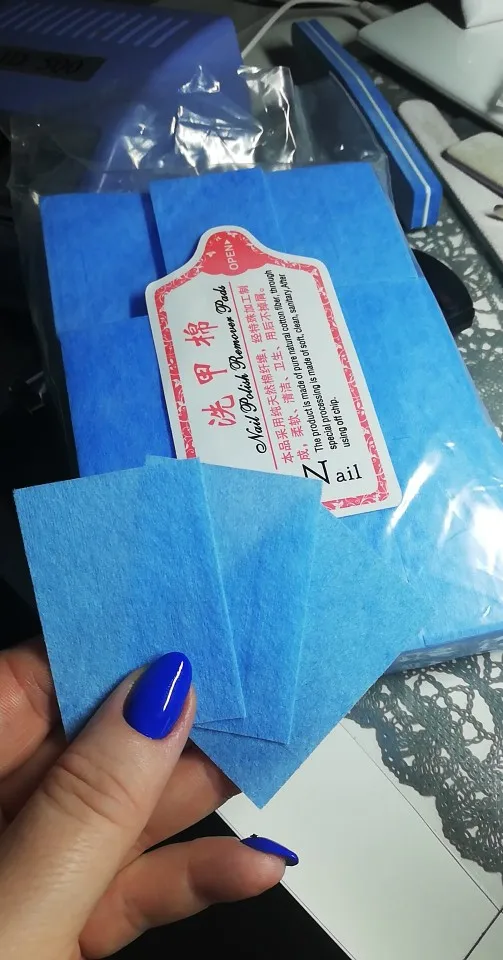 OPEN
洗甲棉
Nail Polish Remover Pads
本品采用纯天然棉纤维，经特殊加工制
成，柔软、清洁、卫生、用后不掉屑。
The product is made of pure natural cotton fiber, through
special processing is made of soft, clean, sanitary.After
using off chip.
Nail